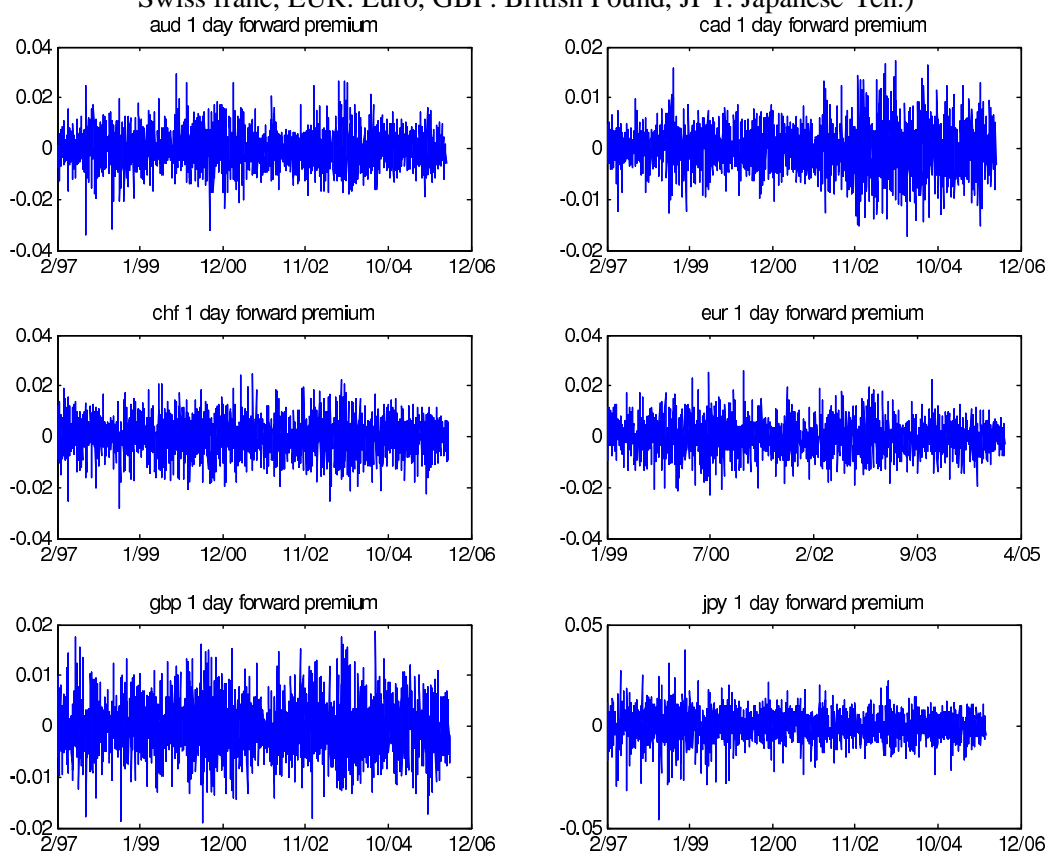 Swiss franc, EUR: Euro, GBP: British Pound, JPY: Japanese Yen.)
aud 1 day forward premium
0.04
0.02
0
-0.02
-0.04
2/97 1/99 12/00 11/02 10/04 12/06
cad 1 day forward premium
0.02
0.01
0
-0.01
-0.02
2/97 1/99 12/00 11/02 10/04 12/06
chf 1 day forward premium
0.04
0.02
0
-0.02
-0.04
2/97 1/99 12/00 11/02 10/04 12/06
eur 1 day forward premium
0.04
0.02
0
-0.02
-0.04
1/99 7/00 2/02 9/03 4/05
gbp 1 day forward premium
0.02
0.01
0
-0.01
-0.02
2/97 1/99 12/00 11/02 10/04 12/06
jpy 1 day forward premium
0.05
0
-0.05
2/97 1/99 12/00 11/02 10/04 12/06